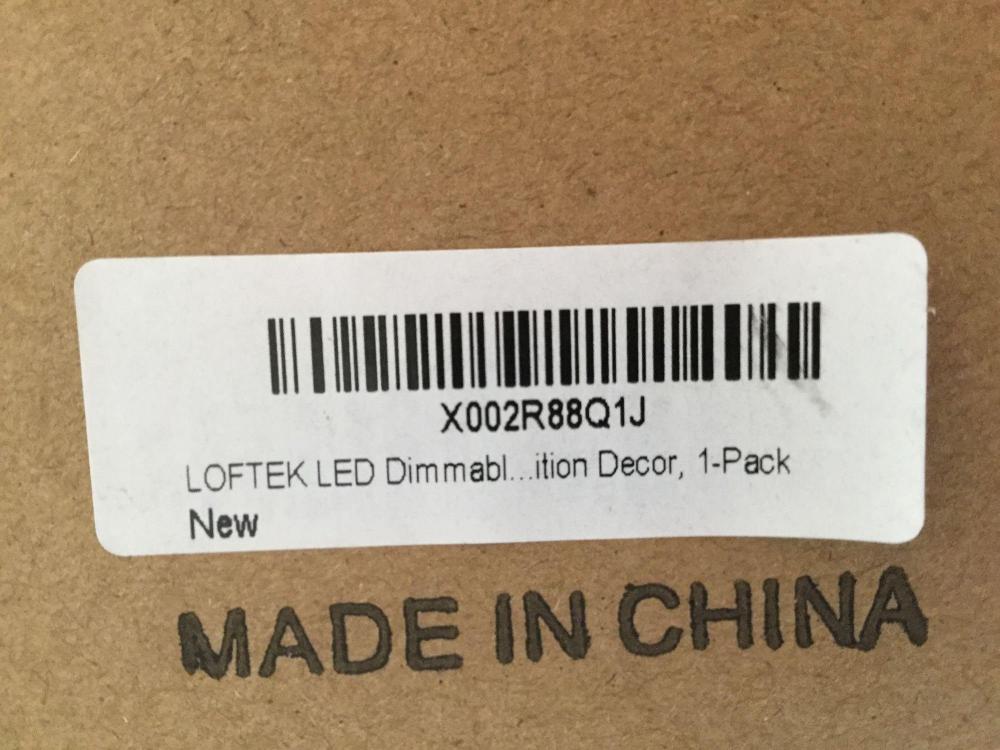 X002R88Q1J
LOFTEK LED Dimmabl...ition Decor, 1-Pack
New
MADE IN CHINA